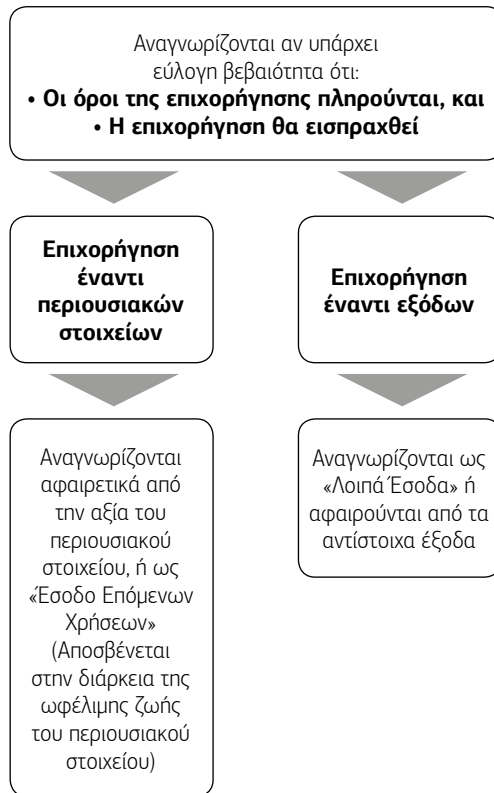 Αναγνωρίζονται αν υπάρχει
εύλογη βεβαιότητα ότι:
• Οι όροι της επιχορήγησης πληρούνται, και
• Η επιχορήγηση θα εισπραχθεί
Επιχορήγηση
έναντι
περιουσιακών
στοιχείων
Επιχορήγηση
έναντι εξόδων
Αναγνωρίζονται
αφαιρετικά από
την αξία του
περιουσιακού
στοιχείου, ή ως
«Έσοδο Επόμενων
Χρήσεων»
(Αποσβένεται
στην διάρκεια της
ωφέλιμης ζωής
του περιουσιακού
στοιχείου)
Αναγνωρίζονται ως
«Λοιπά Έσοδα» ή
αφαιρούνται από τα
αντίστοιχα έξοδα